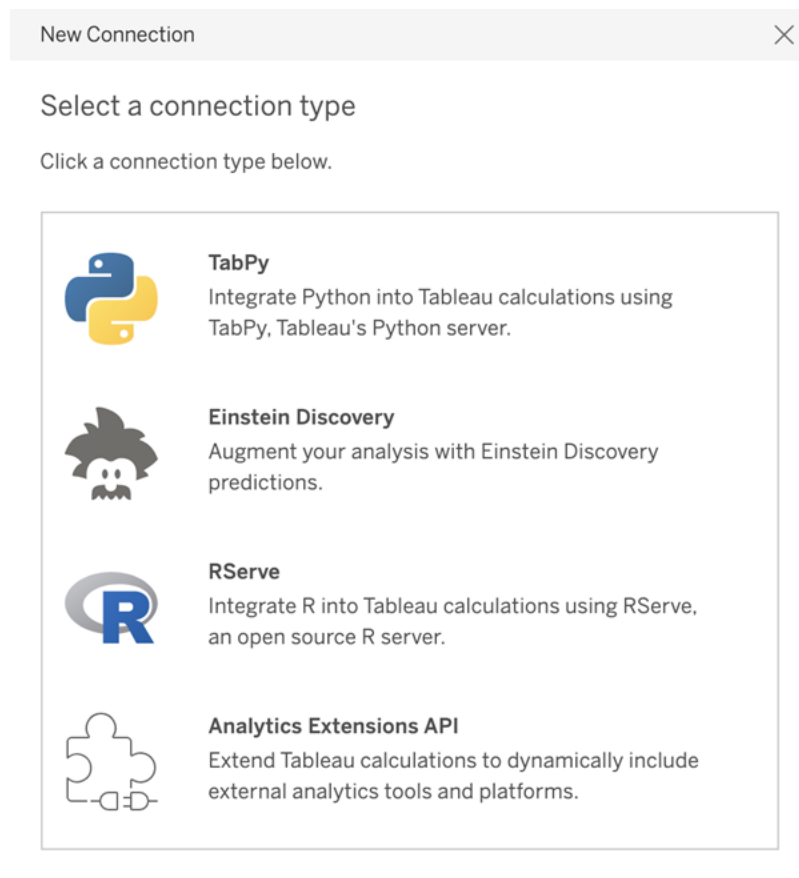 New Connection
Select a connection type
Click a connection type below.
TabPy
Integrate Python into Tableau calculations using
TabPy, Tableau's Python server.
Einstein Discovery
Augment your analysis with Einstein Discovery
predictions.
R
RServe
Integrate R into Tableau calculations using RServe,
an open source R server.
Analytics Extensions API
Extend Tableau calculations to dynamically include
external analytics tools and platforms.